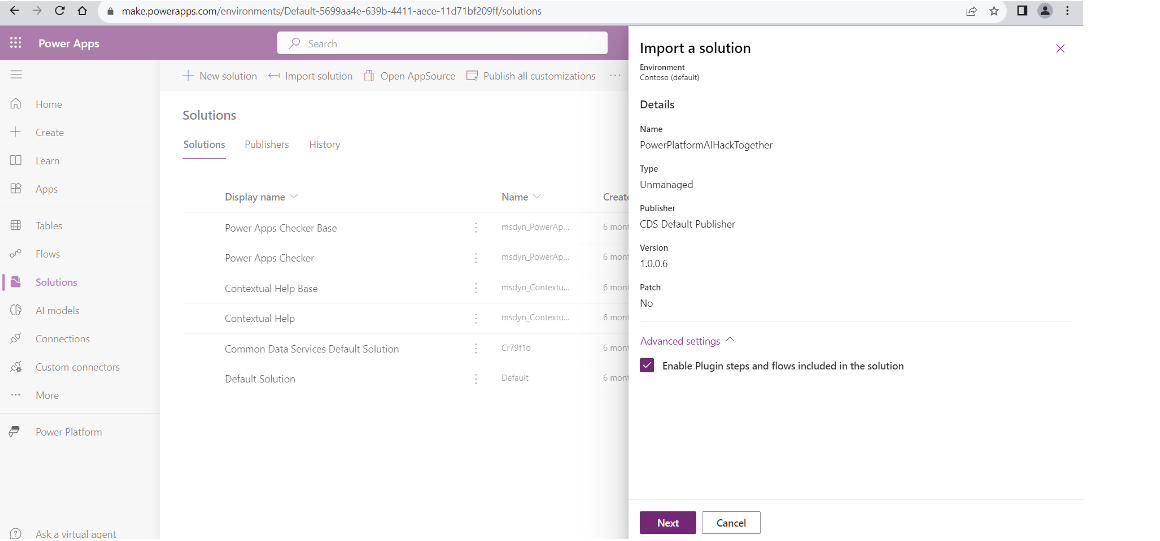 make.powerapps.com/environments/Default-5699aa4e-639b-4411-aece-11d71bf209ff/solutions
Power Apps
Search
New solution Import solution Open AppSource Publish all customizations ...
Home
Create
Learn
Apps
Tables
Flows
Solutions
AI models
Connections
Custom connectors
More
Power Platform
Ask a virtual agent
Solutions
Solutions Publishers History
Display name Name Create
Power Apps Checker Base msdyn_PowerAp... 6 mont
Power Apps Checker msdyn_PowerAp... 6 mont
Contextual Help Base msdyn_Contextu... 6 mont
Contextual Help msdyn_Contextu... 6 mont
Common Data Services Default Solution Cr79f1d 6 mont
Default Solution Default 6 mont
Import a solution
Environment
Contoso (default)
Details
Name
PowerPlatformAIHackTogether
Type
Unmanaged
Publisher
CDS Default Publisher
Version
1.0.0.6
Patch
No
Advanced settings
Enable Plugin steps and flows included in the solution
Next Cancel